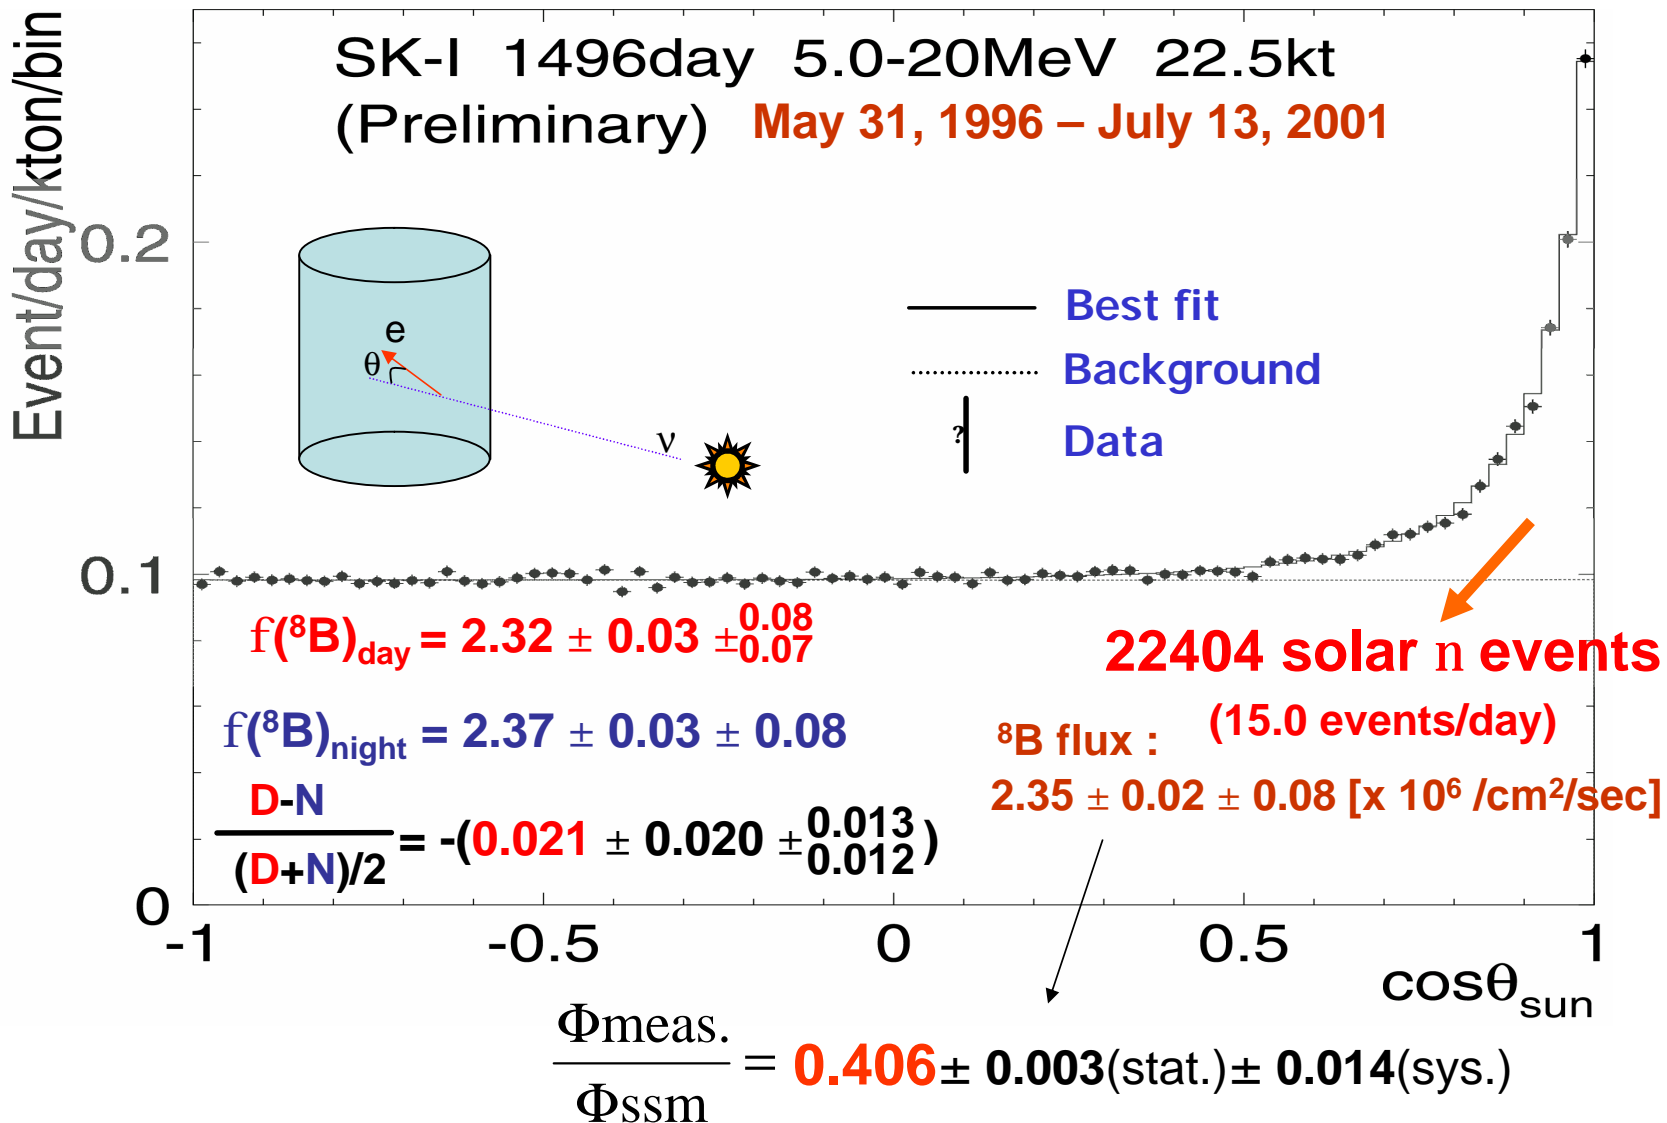 Event/day/kton/bin
SK-I 1496day 5.0-20MeV 22.5kt
(Preliminary) May 31, 1996 – July 13, 2001
0.2
e
θ
ν
Best fit
Background
?
Data
0.1
f(⁸B)day = 2.32 ± 0.03 ± 0.08 0.07
22404 solar n events
(15.0 events/day)
f(⁸B)night = 2.37 ± 0.03 ± 0.08
⁸B flux :
2.35 ± 0.02 ± 0.08 [x 10⁶ /cm²/sec]
D-N
(D+N)/2 = -(0.021 ± 0.020 ± 0.013 0.012)
0
-1 -0.5 0 0.5 1
cosθsun
Φmeas.
Φssm = 0.406 ± 0.003(stat.) ± 0.014(sys.)